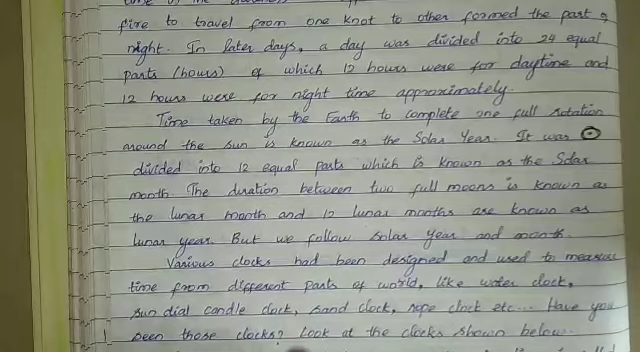 fire to travel from one knot to other formed the part of
night. In later days, a day was divided into 24 equal
parts (hours) of which 12 hours were for daytime and
12 hours were for night time approximately.
Time taken by the Earth to complete one full rotation
around the sun is known as the Solar Year. It was
divided into 12 equal parts which is known as the Solar
month. The duration between two full moons is known as
the lunar month and 12 lunar months are known as
lunar year. But we follow solar year and month.
Various clocks had been designed and used to measure
time from different parts of world, like water clock,
sun dial candle clock, sand clock, rope clock etc... Have you
seen those clocks? Look at the clocks shown below.